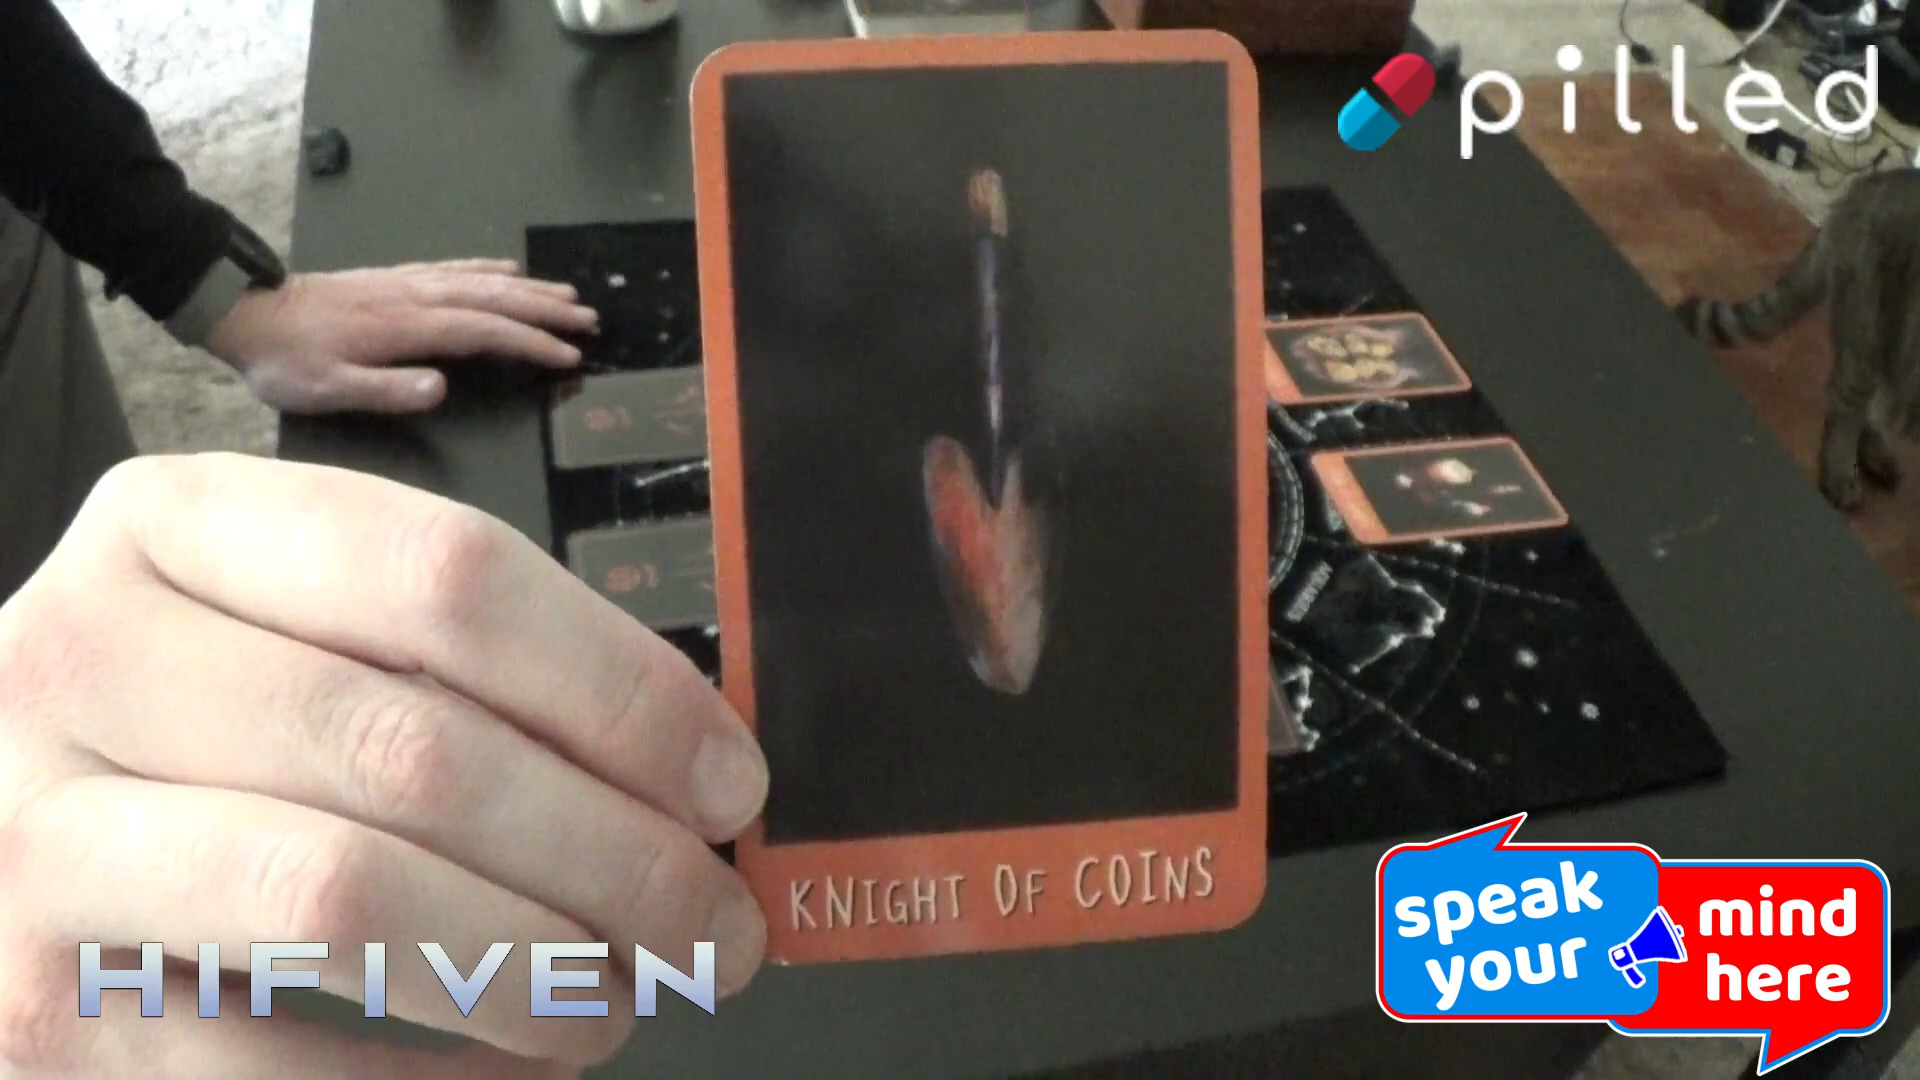 pilled
KNIGHT OF COINS
HIFIVEN
speak
your
mind
here